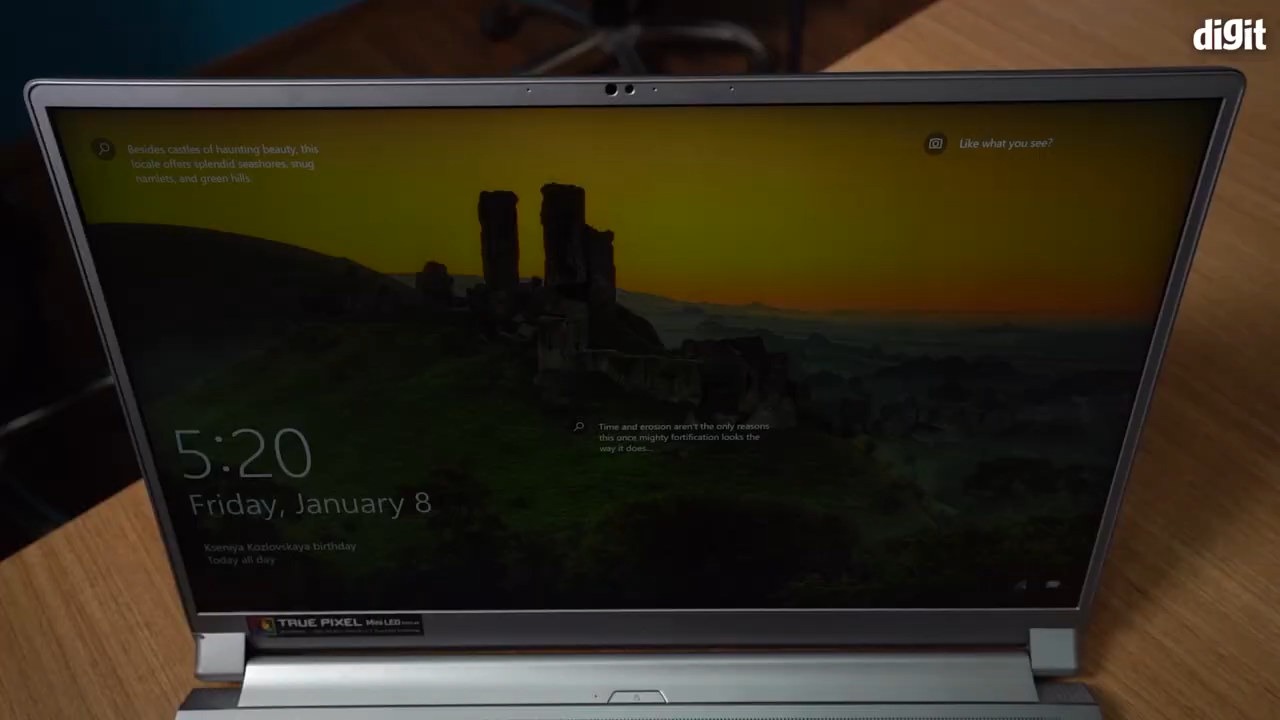 digit
Besides castles of haunting beauty, this
locale offers splendid seashores, snug
hamlets, and green hills.
Like what you see?
Time and erosion aren't the only reasons
this once mighty fortification looks the
way it does...
5:20
Friday, January 8
Kseniya Kozlovskaya birthday
Today all day
TRUE PIXEL Mini LED